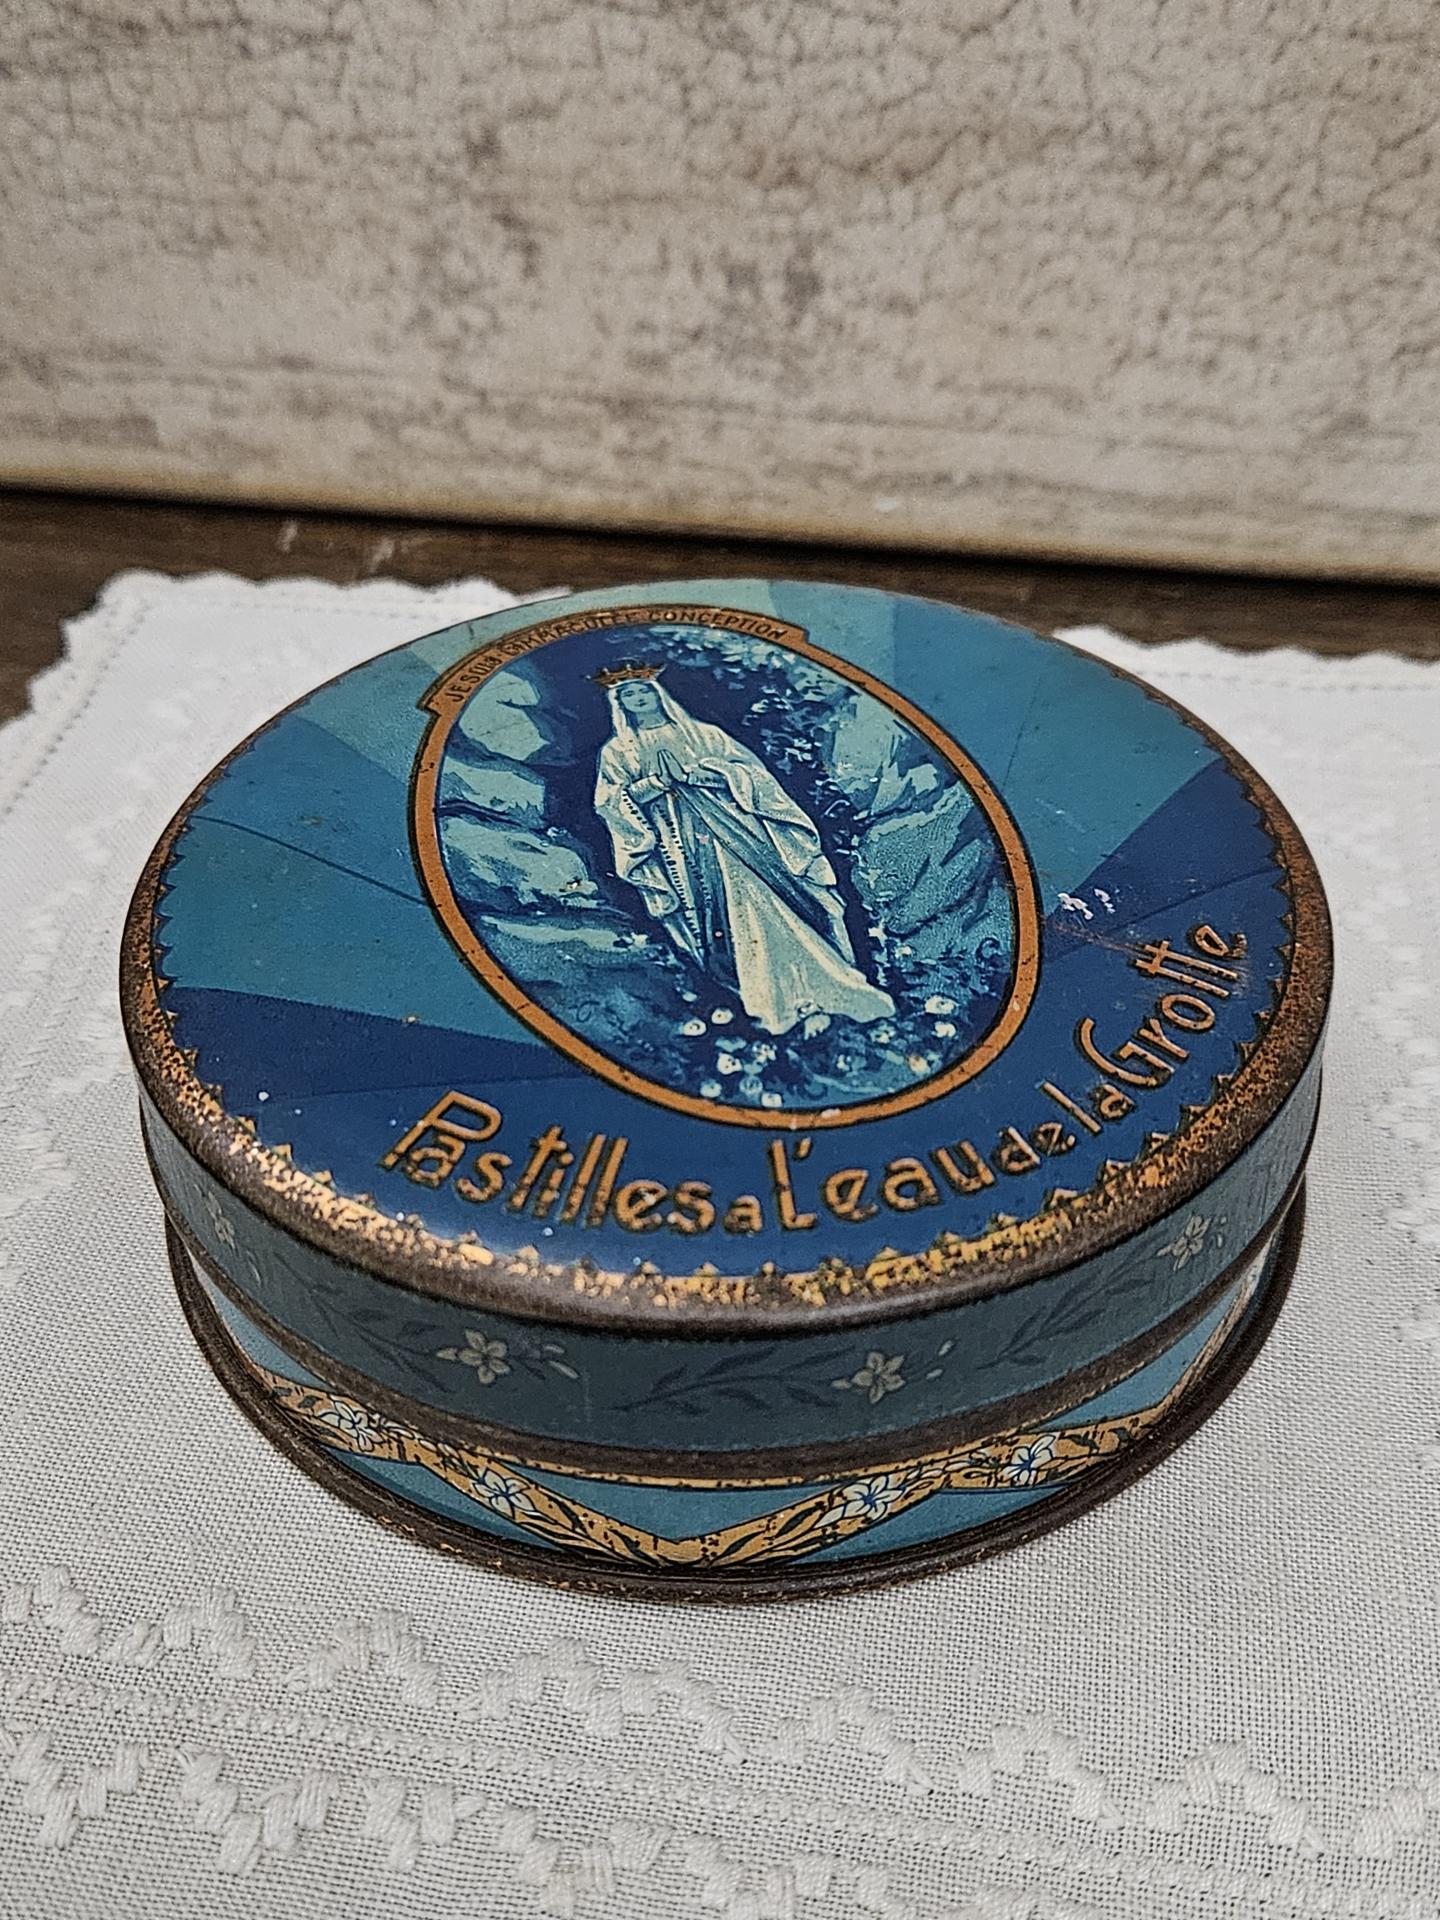 JE SUIS L'IMMACULÉE CONCEPTION
Pastilles a L'eau de la Grotte